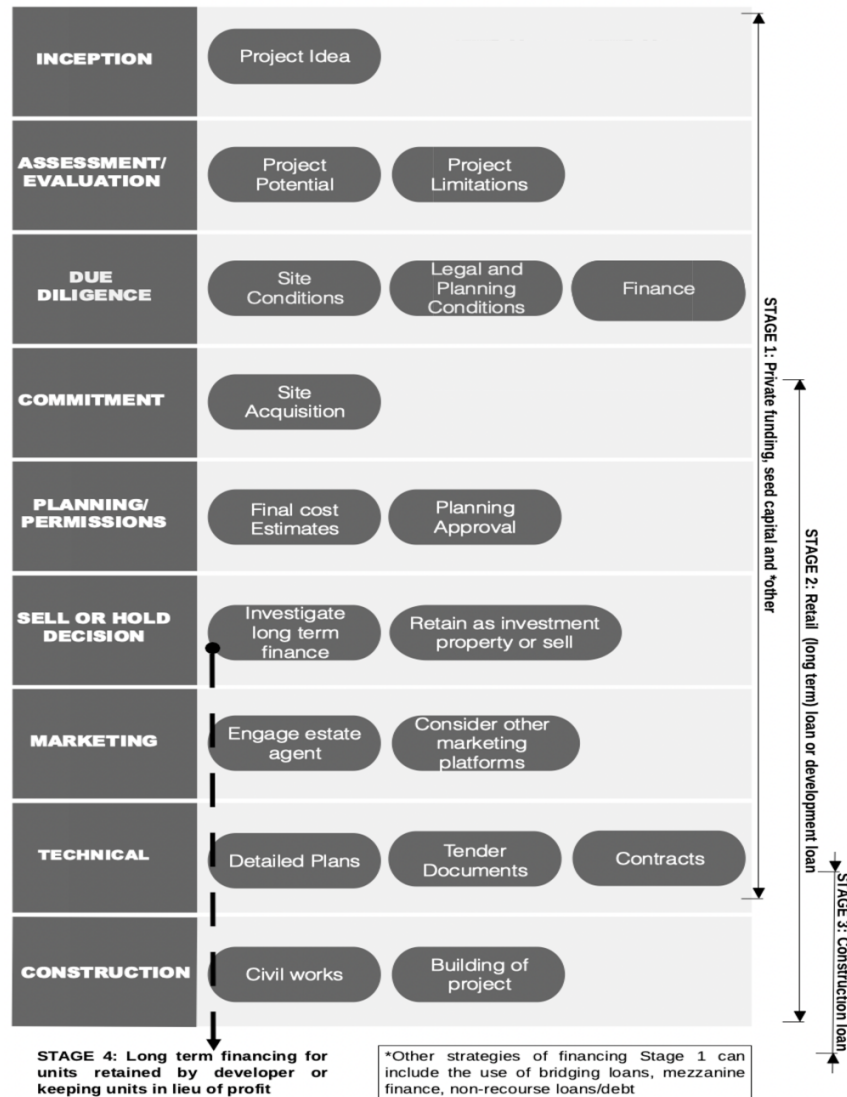 INCEPTION
Project Idea
ASSESSMENT/
EVALUATION
Project
Potential
Project
Limitations
DUE
DILIGENCE
Site
Conditions
Legal and
Planning
Conditions
Finance
COMMITMENT
Site
Acquisition
PLANNING/
PERMISSIONS
Final cost
Estimates
Planning
Approval
SELL OR HOLD
DECISION
Investigate
long term
finance
Retain as investment
property or sell
MARKETING
Engage estate
agent
Consider other
marketing
platforms
TECHNICAL
Detailed Plans
Tender
Documents
Contracts
CONSTRUCTION
Civil works
Building of
project
STAGE 1: Private funding, seed capital and *other
STAGE 2: Retail (long term) loan or development loan
STAGE 3: Construction loan
STAGE 4: Long term financing for
units retained by developer or
keeping units in lieu of profit
*Other strategies of financing Stage 1 can
include the use of bridging loans, mezzanine
finance, non-recourse loans/debt